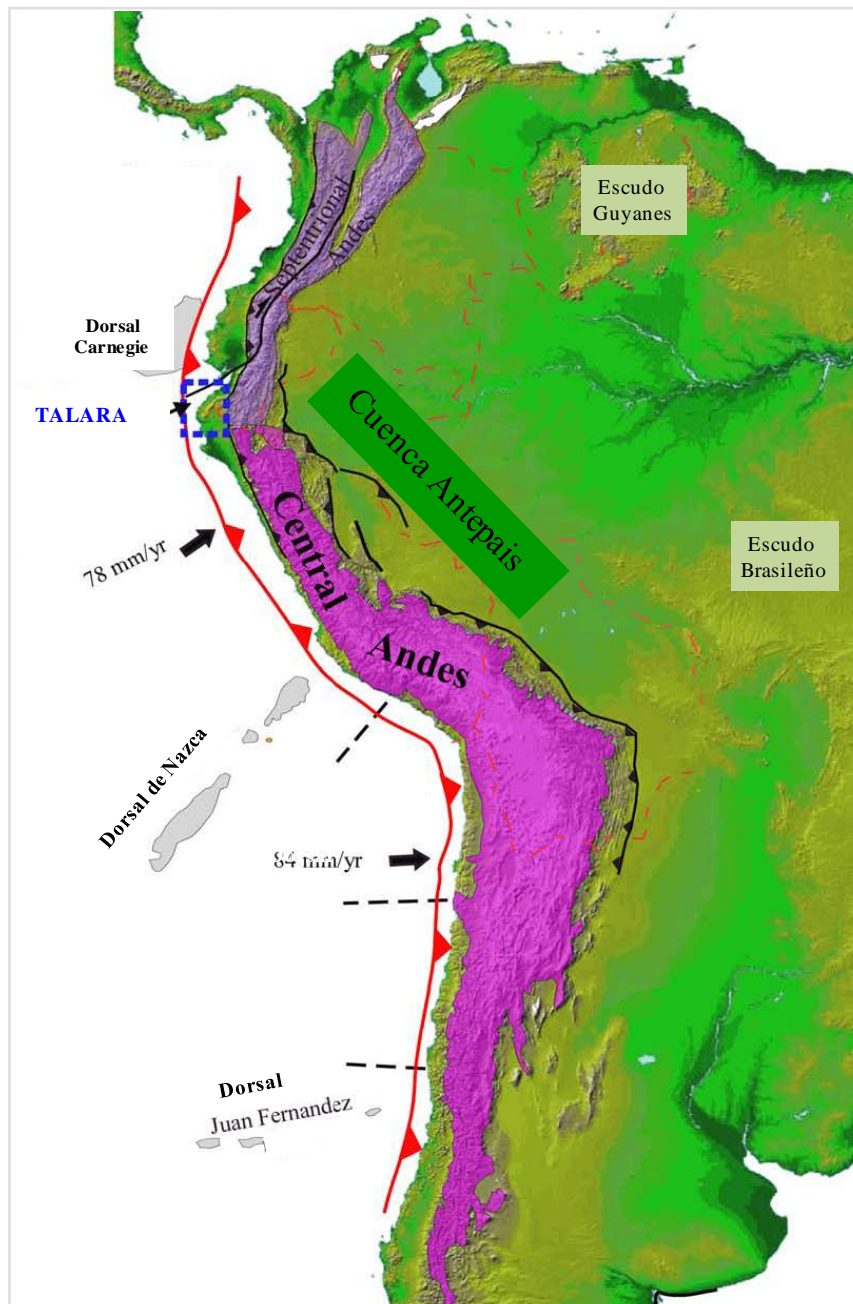 Septentrional
Andes
Escudo
Guyanes
Dorsal
Carnegie
TALARA
Cuenca Antepais
Central
Andes
78 mm/yr
Escudo
Brasileño
Dorsal de Nazca
84 mm/yr
Dorsal
Juan Fernandez